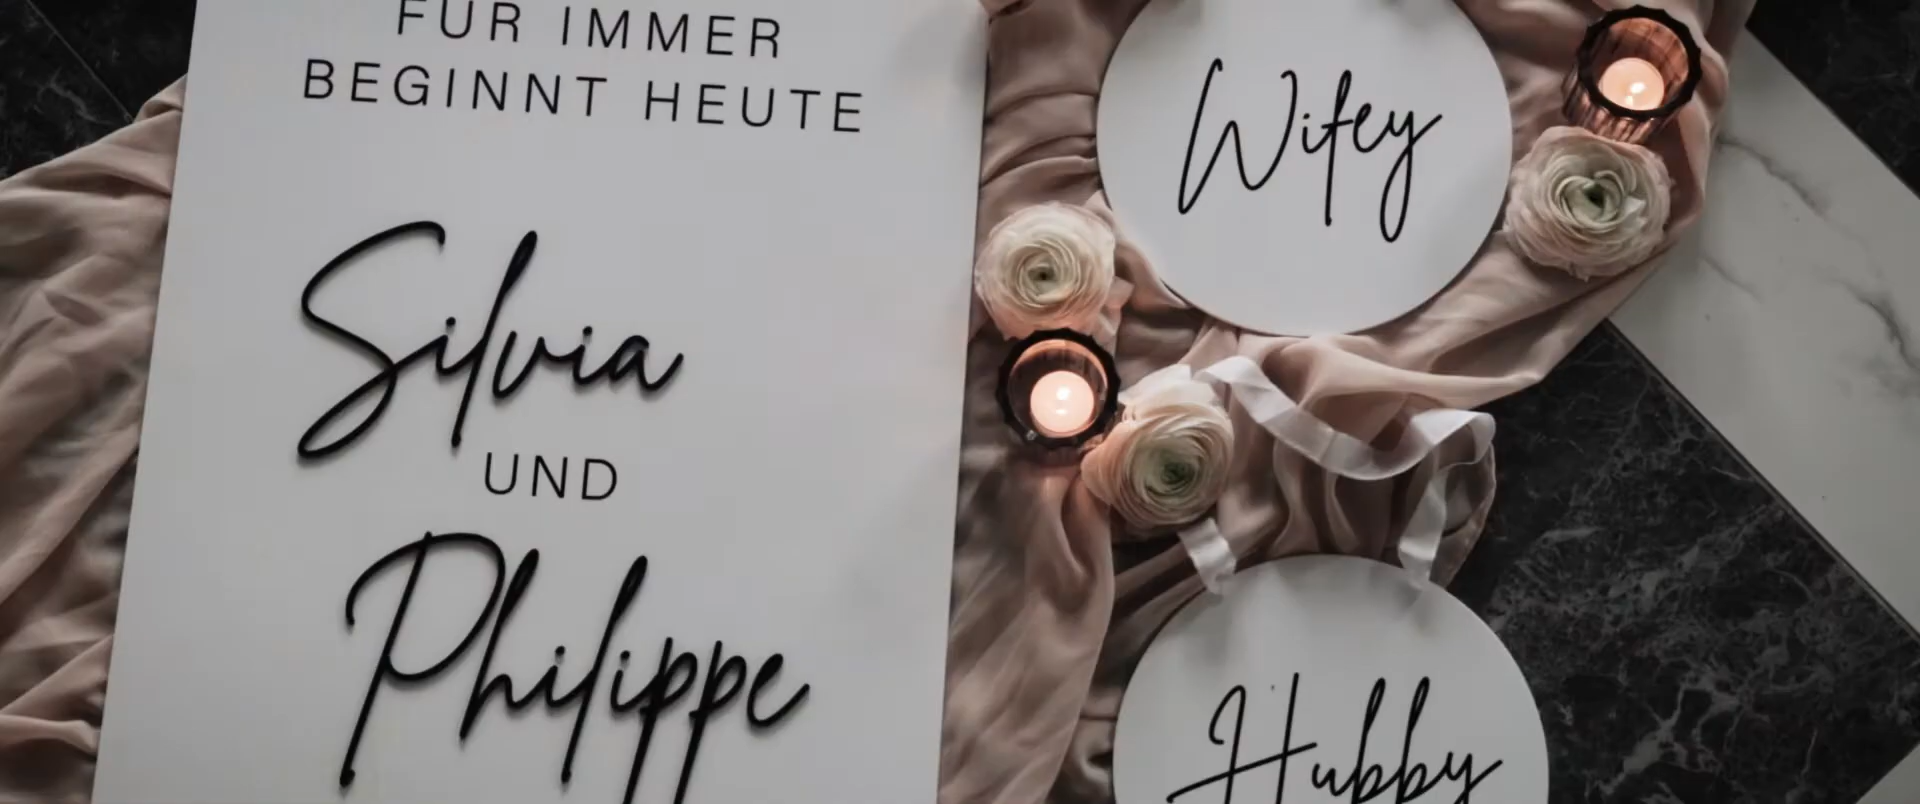 FÜR IMMER
BEGINNT HEUTE
Silvia
UND
Philippe
Wifey
Hubby